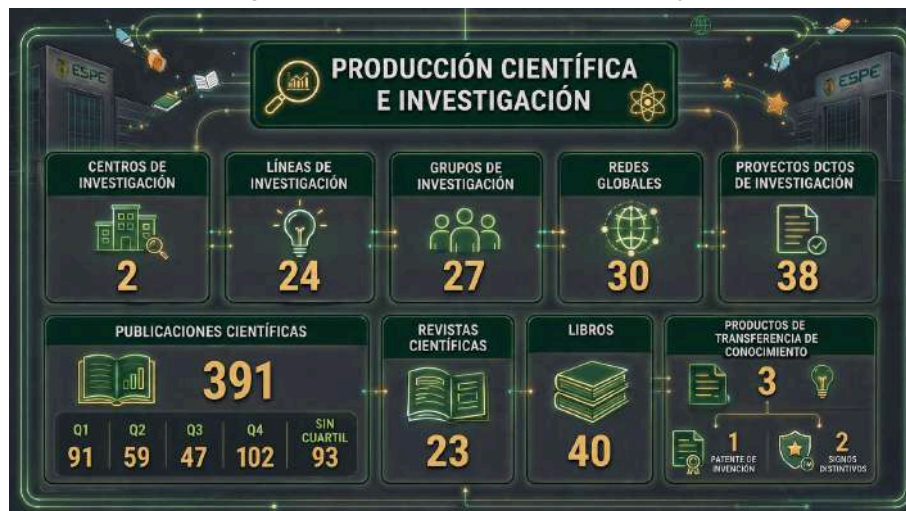 ESPE
ESPE
PRODUCCIÓN CIENTÍFICA
E INVESTIGACIÓN
CENTROS DE
INVESTIGACIÓN
2
LÍNEAS DE
INVESTIGACIÓN
24
GRUPOS DE
INVESTIGACIÓN
27
REDES
GLOBALES
30
PROYECTOS DCTOS
DE INVESTIGACIÓN
38
PUBLICACIONES CIENTÍFICAS
391
Q1
91
Q2
59
Q3
47
Q4
102
SIN
CUARTIL
93
REVISTAS
CIENTÍFICAS
23
LIBROS
40
PRODUCTOS DE
TRANSFERENCIA DE
CONOCIMIENTO
3
1
PATENTE DE
INVENCIÓN
2
SIGNOS
DISTINTIVOS